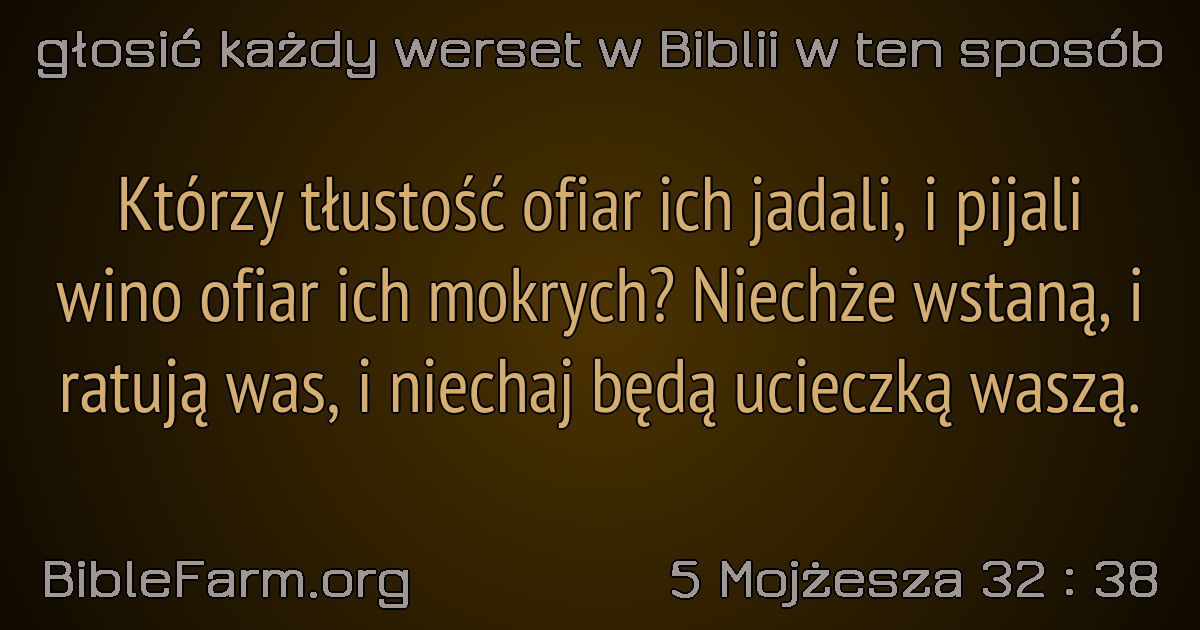 głosić każdy werset w Biblii w ten sposób
Którzy tłustość ofiar ich jadali, i pijali
wino ofiar ich mokrych? Niechże wstaną, i
ratują was, i niechaj będą ucieczką waszą.
BibleFarm.org
5 Mojżesza 32 : 38